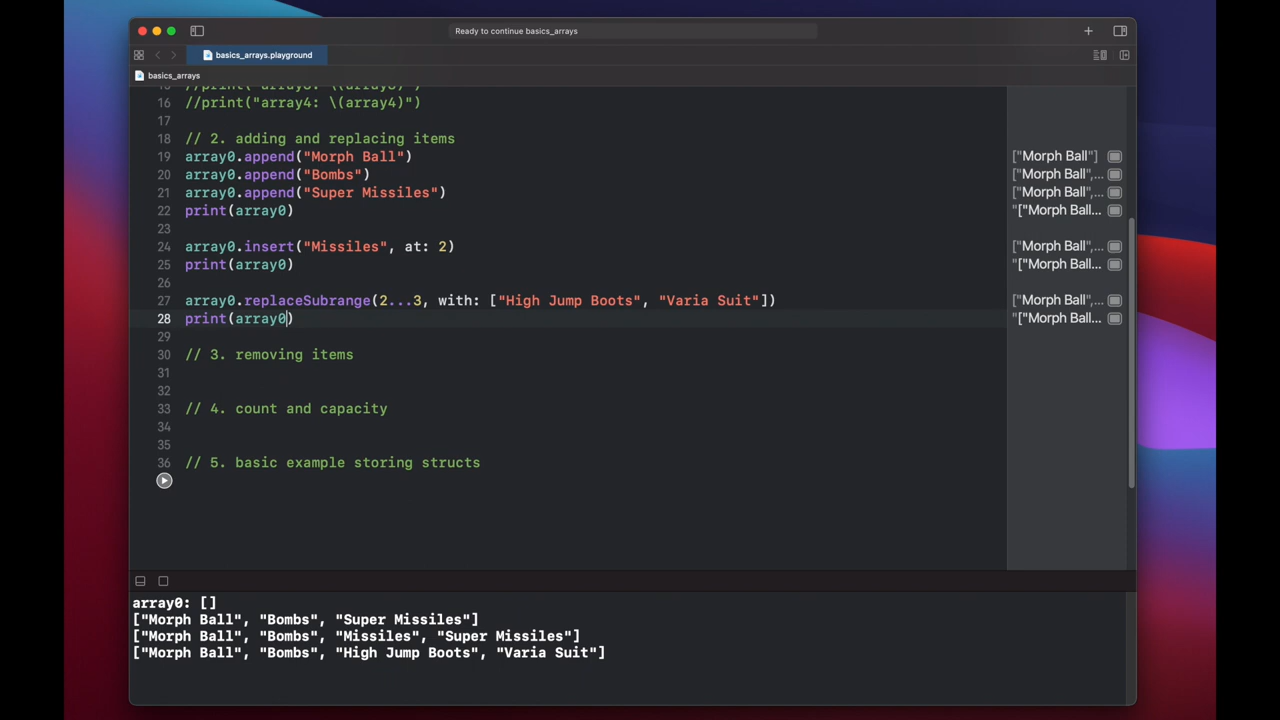 Ready to continue basics_arrays
basics_arrays.playground
basics_arrays
16 //print("array4: \(array4)")
17
18 // 2. adding and replacing items
19 array0.append("Morph Ball") ["Morph Ball"]
20 array0.append("Bombs") ["Morph Ball",...
21 array0.append("Super Missiles") ["Morph Ball",...
22 print(array0) "["Morph Ball...
23
24 array0.insert("Missiles", at: 2) ["Morph Ball",...
25 print(array0) "["Morph Ball...
26
27 array0.replaceSubrange(2...3, with: ["High Jump Boots", "Varia Suit"]) ["Morph Ball",...
28 print(array0) "["Morph Ball...
29
30 // 3. removing items
31
32
33 // 4. count and capacity
34
35
36 // 5. basic example storing structs
array0: []
["Morph Ball", "Bombs", "Super Missiles"]
["Morph Ball", "Bombs", "Missiles", "Super Missiles"]
["Morph Ball", "Bombs", "High Jump Boots", "Varia Suit"]